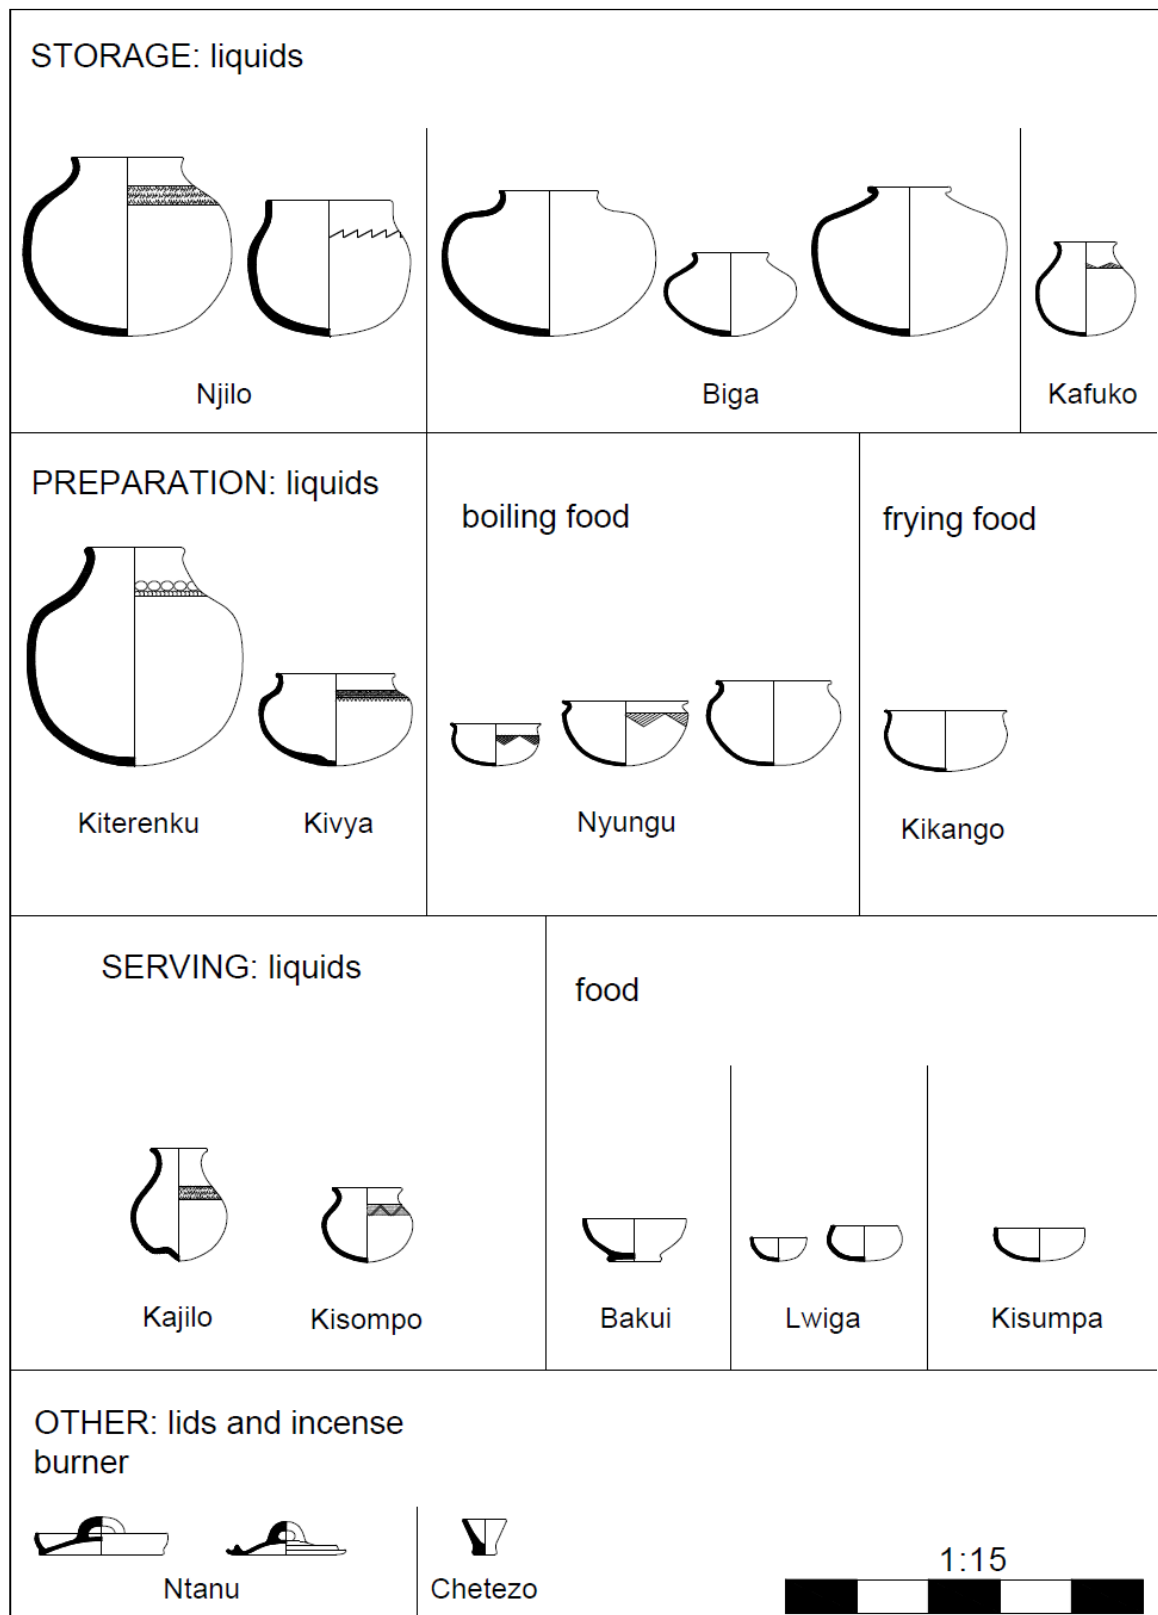 STORAGE: liquids
Njilo
Biga
Kafuko
PREPARATION: liquids
boiling food
frying food
Kiterenku
Kivya
Nyungu
Kikango
SERVING: liquids
food
Kajilo
Kisompo
Bakui
Lwiga
Kisumpa
OTHER: lids and incense
burner
Ntanu
Chetezo
1:15